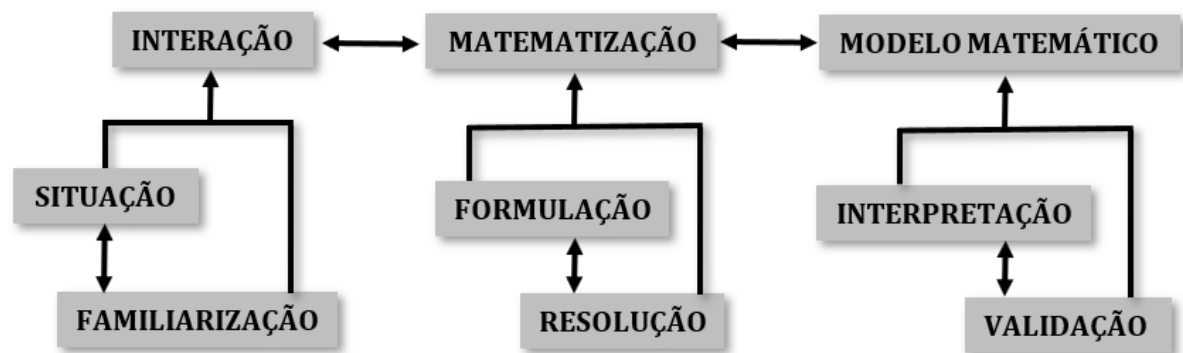 INTERAÇÃO
MATEMATIZAÇÃO
MODELO MATEMÁTICO
SITUAÇÃO
FORMULAÇÃO
INTERPRETAÇÃO
FAMILIARIZAÇÃO
RESOLUÇÃO
VALIDAÇÃO